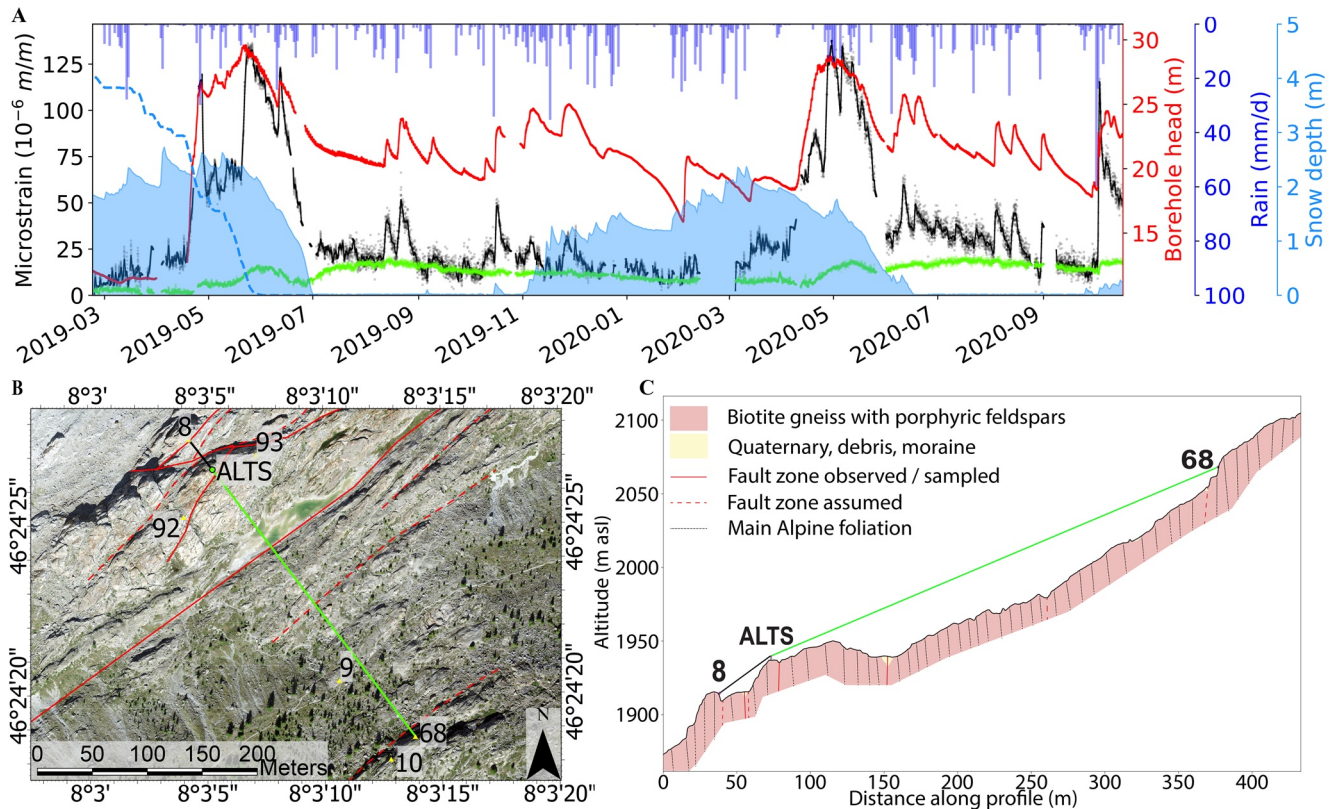 A
125
100
75
50
25
0
Microstrain (10⁻⁶ m/m)
30
25
20
15
Borehole head (m)
0
20
40
60
80
100
Rain (mm/d)
5
4
3
2
1
0
Snow depth (m)
2019-03
2019-05
2019-07
2019-09
2019-11
2020-01
2020-03
2020-05
2020-07
2020-09
B
8°3'
8°3'5"
8°3'10"
8°3'15"
8°3'20"
46°24'25"
46°24'20"
46°24'25"
46°24'20"
8
93
ALTS
92
9
68
10
N
0 50 100 150 200
Meters
8°3'
8°3'5"
8°3'10"
8°3'15"
8°3'20"
C
Biotite gneiss with porphyric feldspars
Quaternary, debris, moraine
Fault zone observed / sampled
Fault zone assumed
Main Alpine foliation
68
ALTS
8
2100
2050
2000
1950
1900
Altitude (m asl)
0 50 100 150 200 250 300 350 400
Distance along profile (m)